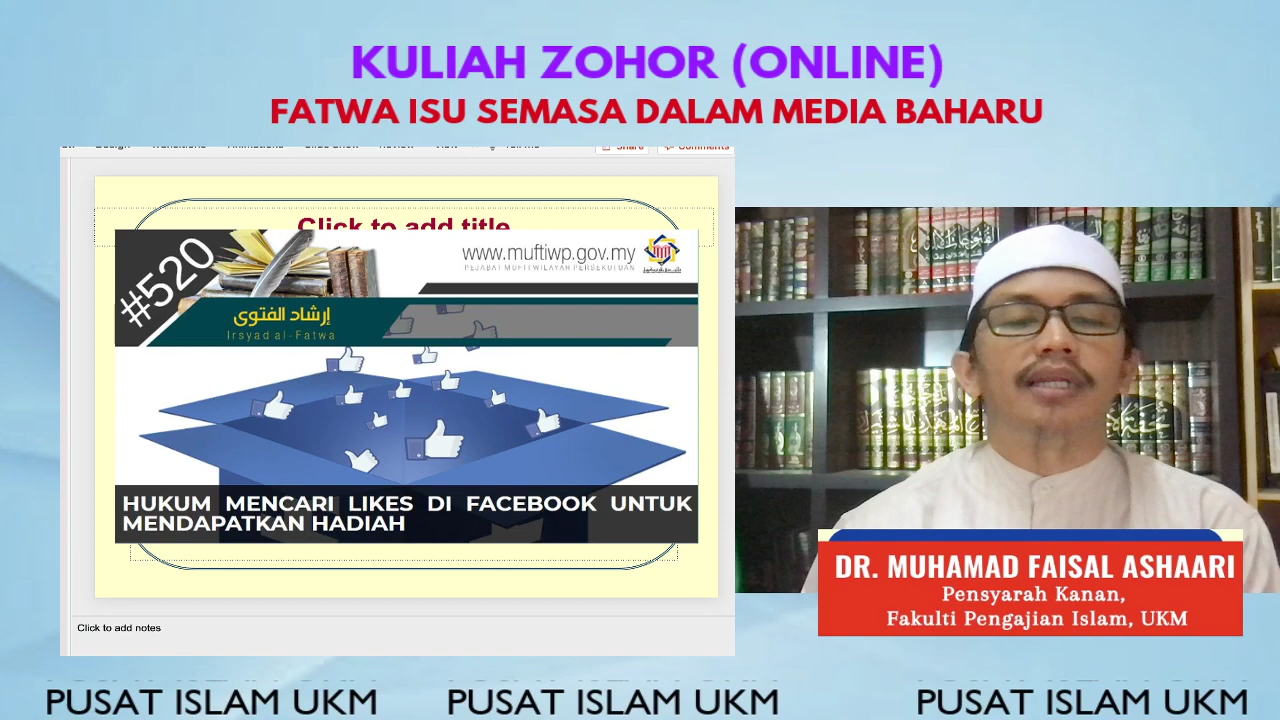 KULIAH ZOHOR (ONLINE)
FATWA ISU SEMASA DALAM MEDIA BAHARU
Design
Share
Comments
Click to add title
#520
www.muftiwp.gov.my
PEJABAT MUFTI WILAYAH PERSEKUTUAN
إرشاد الفتوى
Irsyad al-Fatwa
HUKUM MENCARI LIKES DI FACEBOOK UNTUK
MENDAPATKAN HADIAH
Click to add notes
DR. MUHAMAD FAISAL ASHAARI
Pensyarah Kanan,
Fakulti Pengajian Islam, UKM
PUSAT ISLAM UKM PUSAT ISLAM UKM PUSAT ISLAM UKM